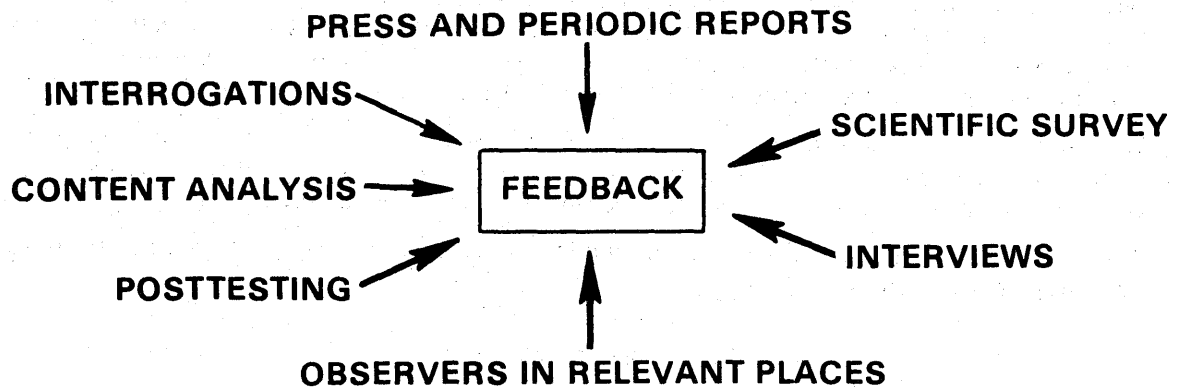 PRESS AND PERIODIC REPORTS
INTERROGATIONS
SCIENTIFIC SURVEY
CONTENT ANALYSIS
FEEDBACK
INTERVIEWS
POSTTESTING
OBSERVERS IN RELEVANT PLACES